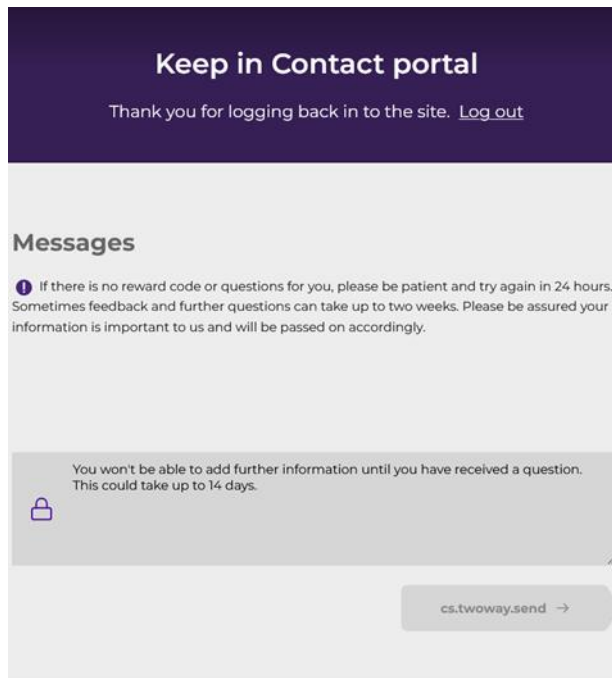 Keep in Contact portal
Thank you for logging back in to the site. Log out
Messages
If there is no reward code or questions for you, please be patient and try again in 24 hours.
Sometimes feedback and further questions can take up to two weeks. Please be assured your
information is important to us and will be passed on accordingly.
You won't be able to add further information until you have received a question.
This could take up to 14 days.
cs.twoway.send →